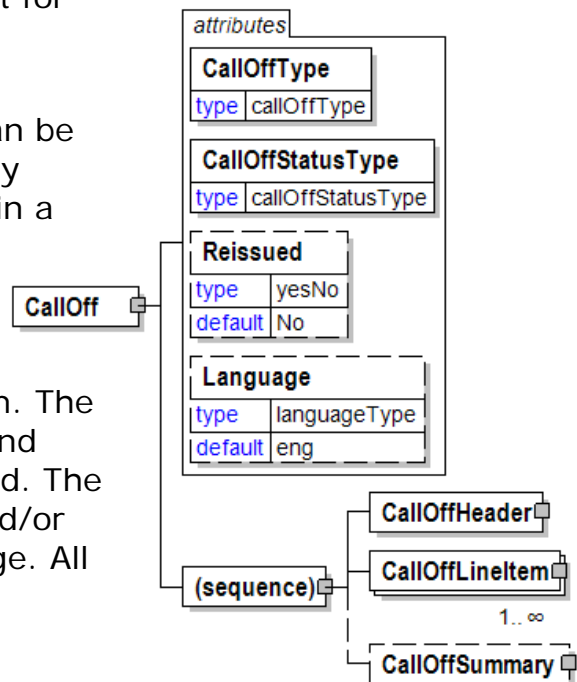 t for
an be
y
in a
n. The
nd
d. The
d/or
ge. All
attributes
CallOffType
type callOffType
CallOffStatusType
type callOffStatusType
Reissued
type yesNo
default No
Language
type languageType
default eng
CallOff
(sequence)
CallOffHeader
CallOffLineItem
1.. ∞
CallOffSummary